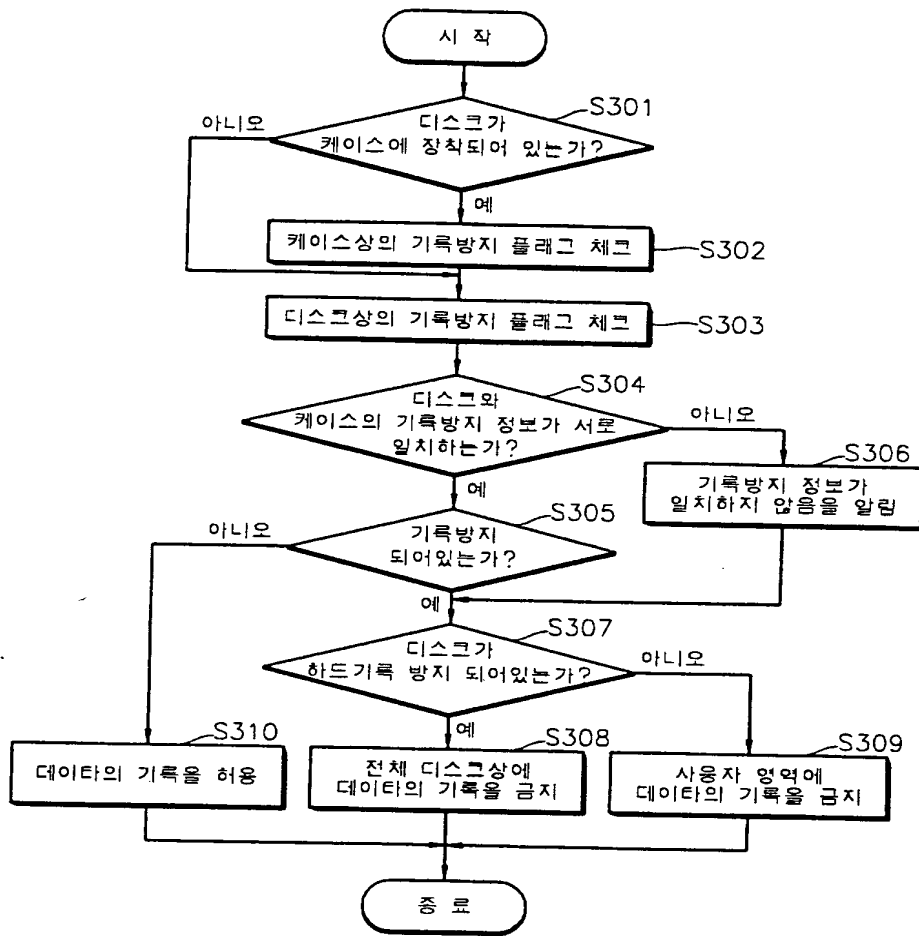 시 작
S301
아니오
디스크가
케이스에 장착되어 있는가?
예
케이스상의 기록방지 플래그 체크
S302
디스크상의 기록방지 플래그 체크
S303
S304
디스크와
케이스의 기록방지 정보가 서로
일치하는가?
아니오
예
S306
기록방지 정보가
일치하지 않음을 알림
S305
아니오
기록방지
되어있는가?
예
S307
디스크가
하드기록 방지 되어있는가?
아니오
예
S310
데이타의 기록을 허용
S308
전체 디스크상에
데이타의 기록을 금지
S309
사용자 영역에
데이타의 기록을 금지
종 료